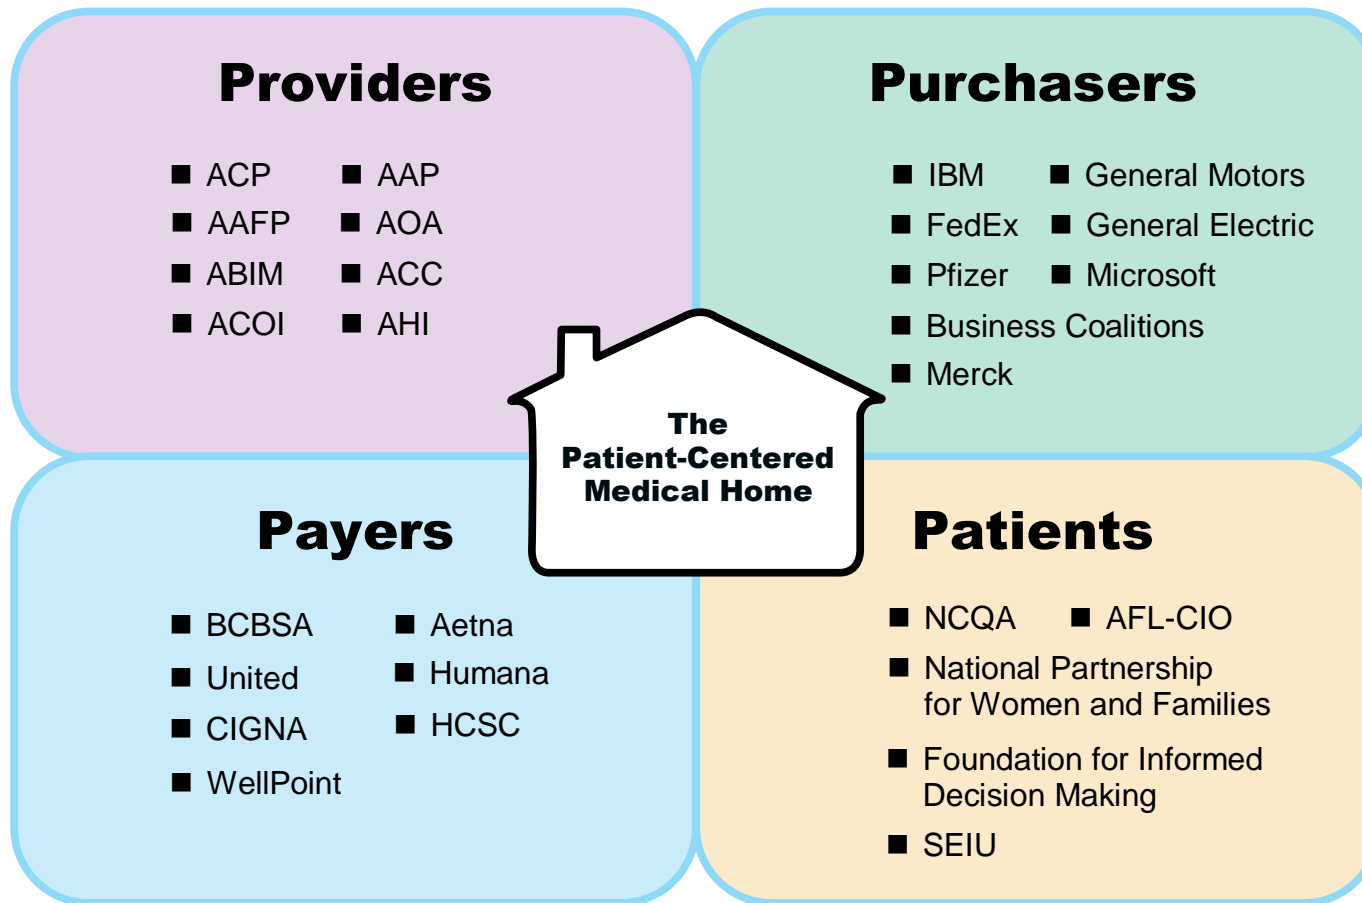 Providers
■ ACP ■ AAP
■ AAFP ■ AOA
■ ABIM ■ ACC
■ ACOI ■ AHI
Purchasers
■ IBM ■ General Motors
■ FedEx ■ General Electric
■ Pfizer ■ Microsoft
■ Business Coalitions
■ Merck
The
Patient-Centered
Medical Home
Payers
■ BCBSA ■ Aetna
■ United ■ Humana
■ CIGNA ■ HCSC
■ WellPoint
Patients
■ NCQA ■ AFL-CIO
■ National Partnership
for Women and Families
■ Foundation for Informed
Decision Making
■ SEIU